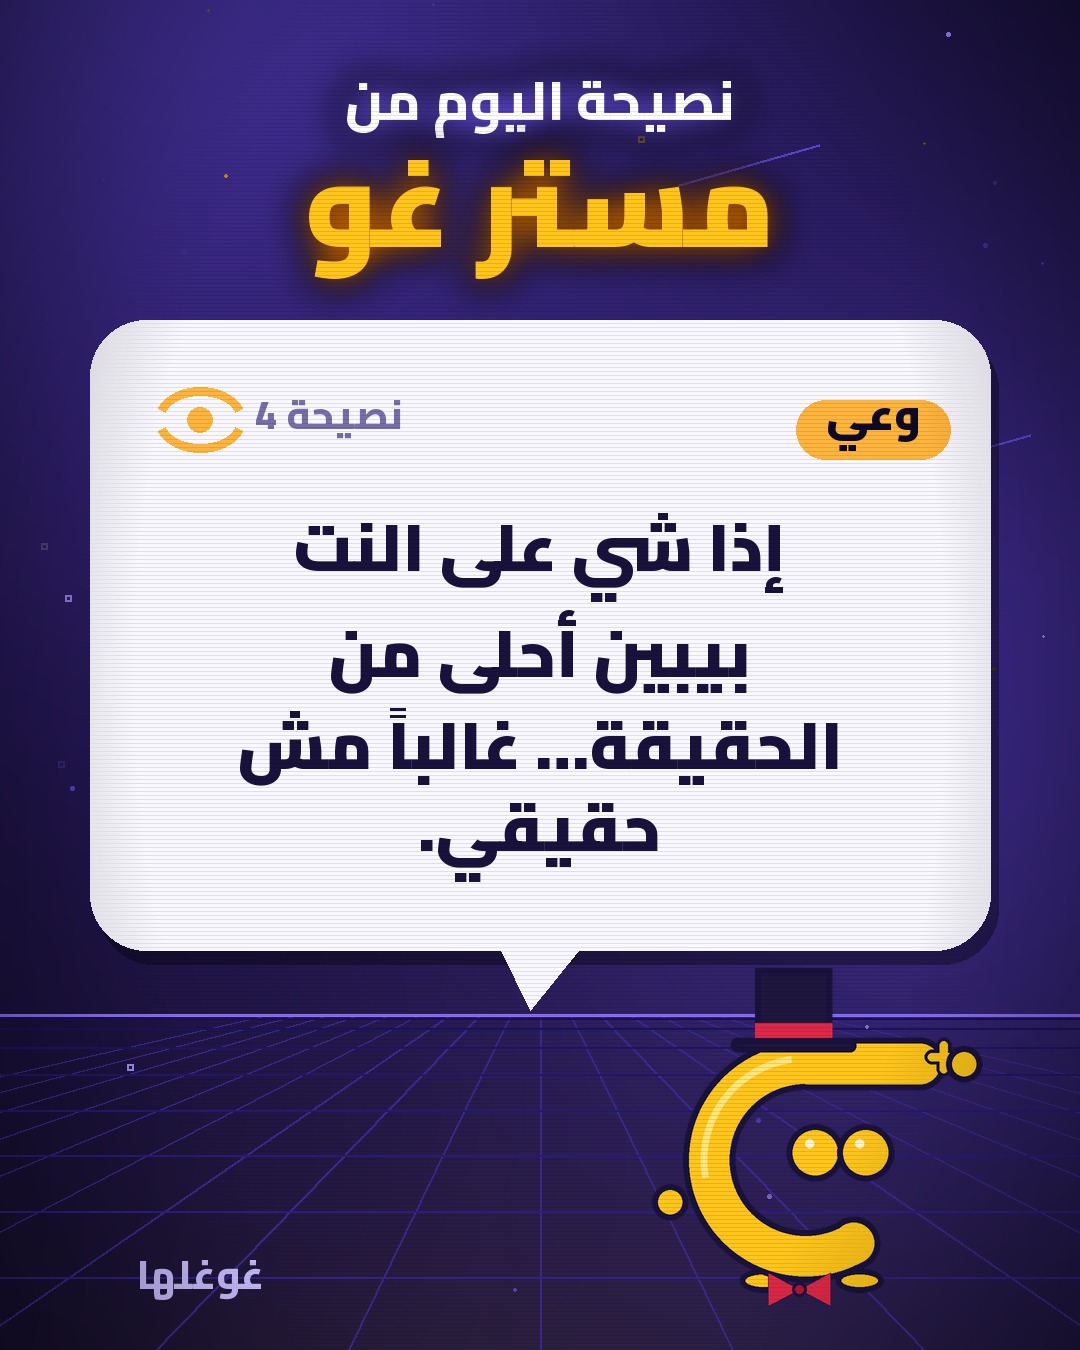 نصيحة اليوم من
مستر غو
وعي
نصيحة 4
إذا شي على النت
بيبين أحلى من
الحقيقة... غالباً مش
حقيقي.
غوغلها